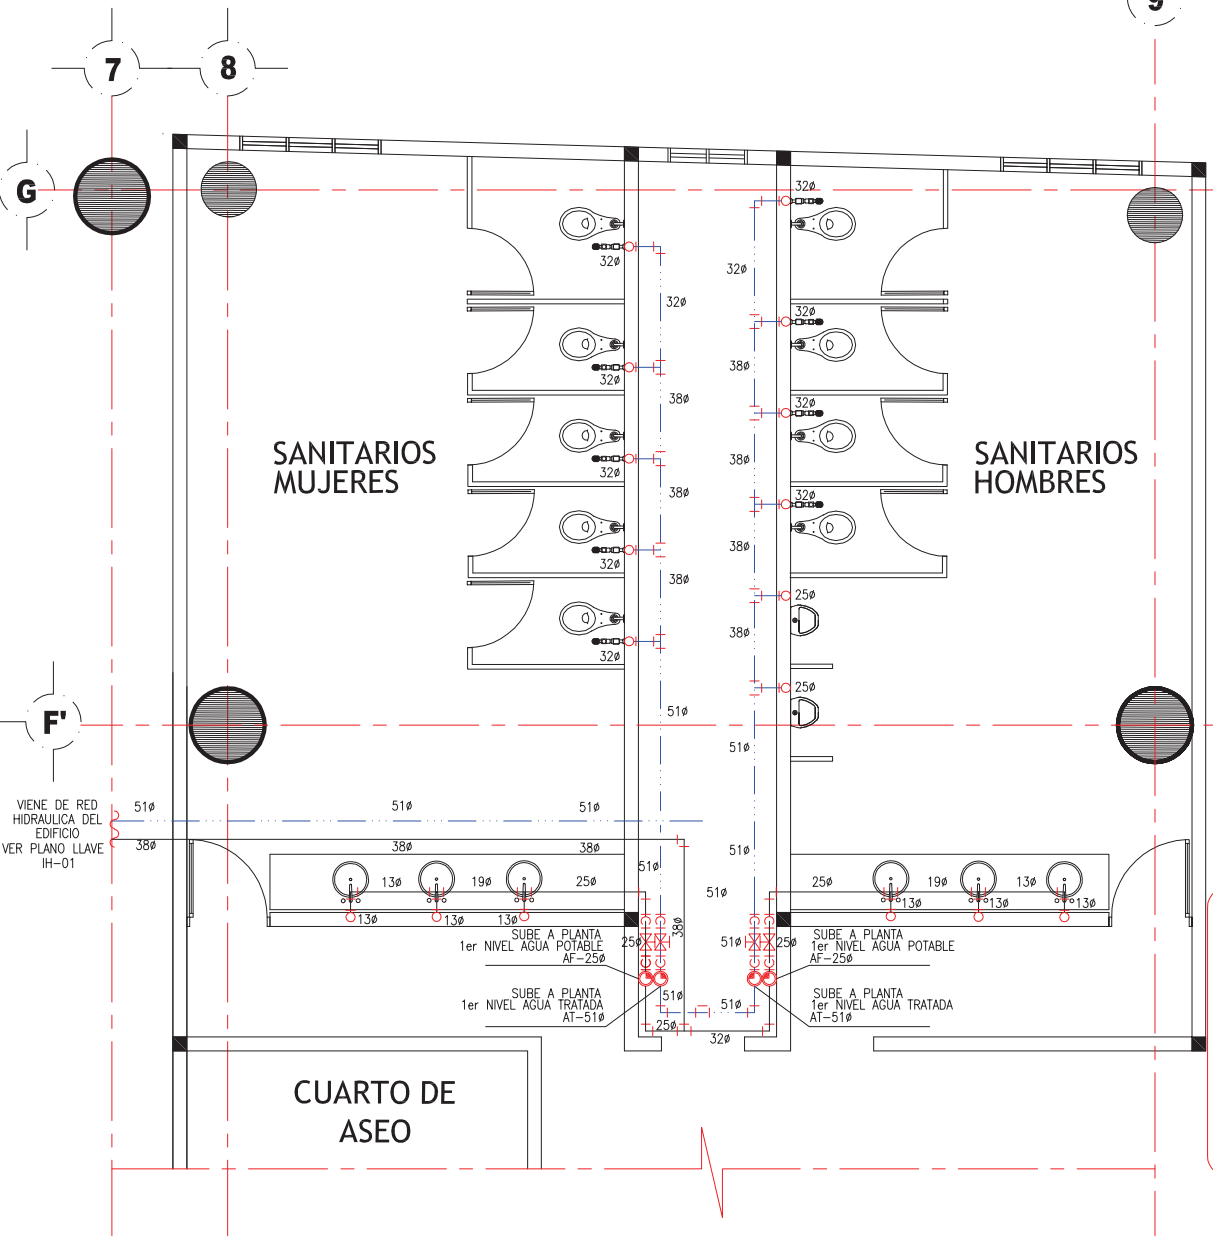 9
7
8
G
F'
SANITARIOS
MUJERES
SANITARIOS
HOMBRES
32ø
32ø
32ø
32ø
32ø
32ø
38ø
38ø
38ø
51ø
32ø
32ø
32ø
38ø
32ø
38ø
32ø
38ø
25ø
38ø
25ø
51ø
51ø
VIENE DE RED
HIDRAULICA DEL
EDIFICIO
VER PLANO LLAVE
IH-01
51ø
51ø
51ø
38ø
38ø
38ø
13ø
19ø
25ø
51ø
51ø
25ø
19ø
13ø
13ø
13ø
13ø
13ø
13ø
13ø
38ø
25ø
51ø
25ø
SUBE A PLANTA
1er NIVEL AGUA POTABLE
AF-25ø
SUBE A PLANTA
1er NIVEL AGUA TRATADA
AT-51ø
SUBE A PLANTA
1er NIVEL AGUA POTABLE
AF-25ø
SUBE A PLANTA
1er NIVEL AGUA TRATADA
AT-51ø
51ø
51ø
25ø
32ø
CUARTO DE
ASEO